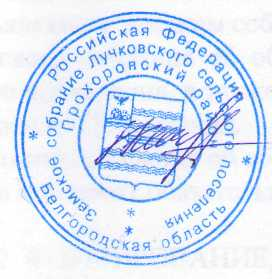 Российская Федерация
Земское собрание Лучковского сельского поселения
Прохоровский район
Белгородская область